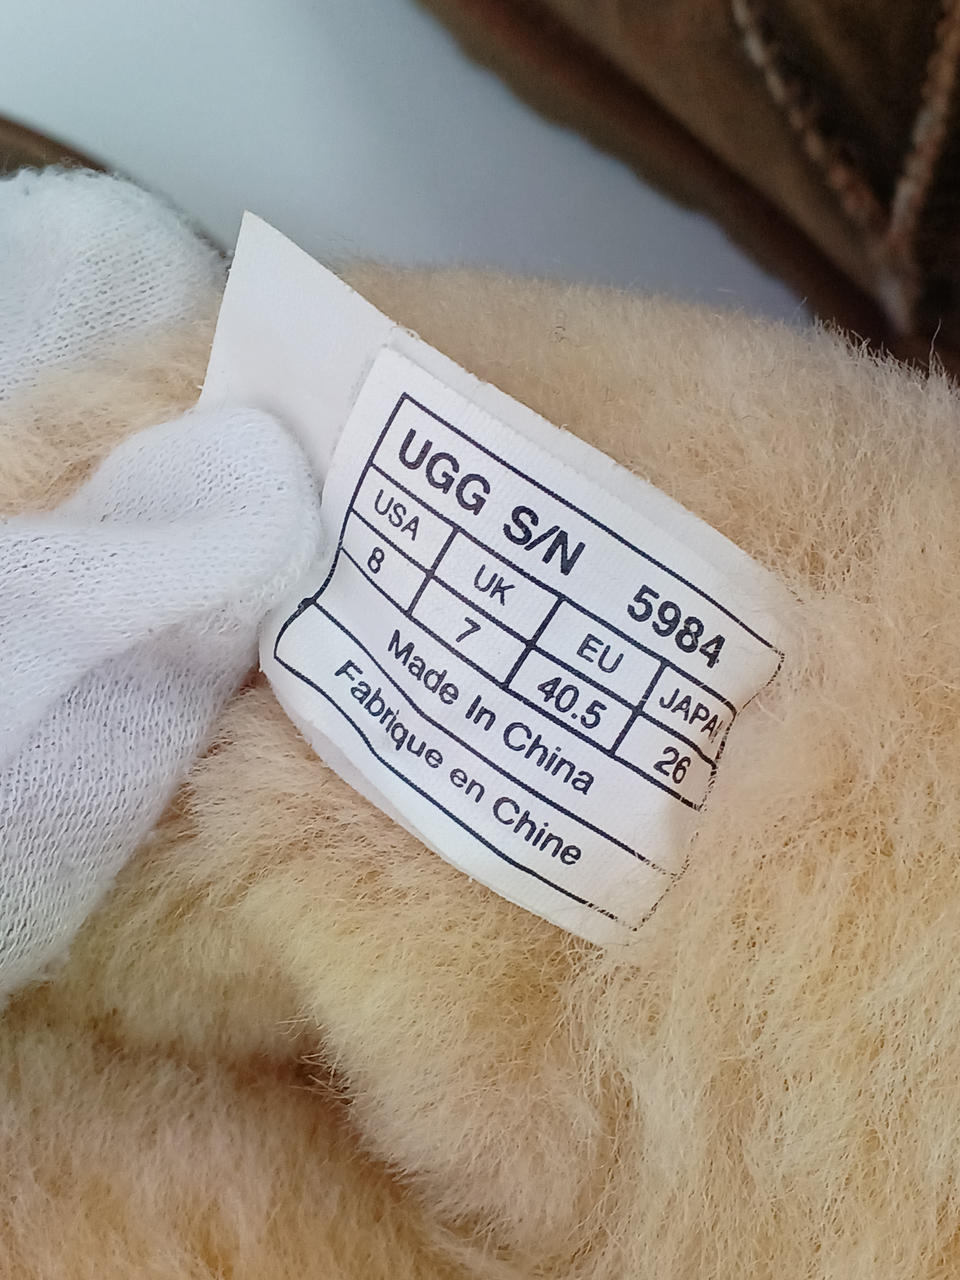 UGG S/N 5984
USA UK EU JAPAN
8 7 40.5 26
Made In China
Fabrique en Chine